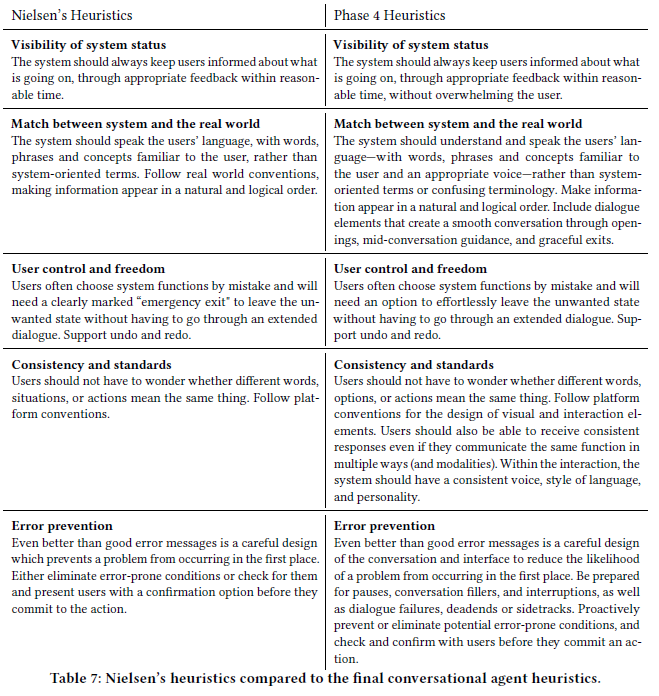 Nielsen's Heuristics
Phase 4 Heuristics
Visibility of system status
The system should always keep users informed about what
is going on, through appropriate feedback within reason-
able time.
Visibility of system status
The system should always keep users informed about what
is going on, through appropriate feedback within reason-
able time, without overwhelming the user.
Match between system and the real world
The system should speak the users' language, with words,
phrases and concepts familiar to the user, rather than
system-oriented terms. Follow real world conventions,
making information appear in a natural and logical order.
Match between system and the real world
The system should understand and speak the users' lan-
guage—with words, phrases and concepts familiar to
the user and an appropriate voice—rather than system-
oriented terms or confusing terminology. Make informa-
tion appear in a natural and logical order. Include dialogue
elements that create a smooth conversation through open-
ings, mid-conversation guidance, and graceful exits.
User control and freedom
Users often choose system functions by mistake and will
need a clearly marked "emergency exit" to leave the un-
wanted state without having to go through an extended
dialogue. Support undo and redo.
User control and freedom
Users often choose system functions by mistake and will
need an option to effortlessly leave the unwanted state
without having to go through an extended dialogue. Sup-
port undo and redo.
Consistency and standards
Users should not have to wonder whether different words,
situations, or actions mean the same thing. Follow plat-
form conventions.
Consistency and standards
Users should not have to wonder whether different words,
options, or actions mean the same thing. Follow platform
conventions for the design of visual and interaction el-
ements. Users should also be able to receive consistent
responses even if they communicate the same function in
multiple ways (and modalities). Within the interaction, the
system should have a consistent voice, style of language,
and personality.
Error prevention
Even better than good error messages is a careful design
which prevents a problem from occurring in the first place.
Either eliminate error-prone conditions or check for them
and present users with a confirmation option before they
commit to the action.
Error prevention
Even better than good error messages is a careful design
of the conversation and interface to reduce the likelihood
of a problem from occurring in the first place. Be prepared
for pauses, conversation fillers, and interruptions, as well
as dialogue failures, deadends or sidetracks. Proactively
prevent or eliminate potential error-prone conditions, and
check and confirm with users before they commit an ac-
tion.
Table 7: Nielsen's heuristics compared to the final conversational agent heuristics.